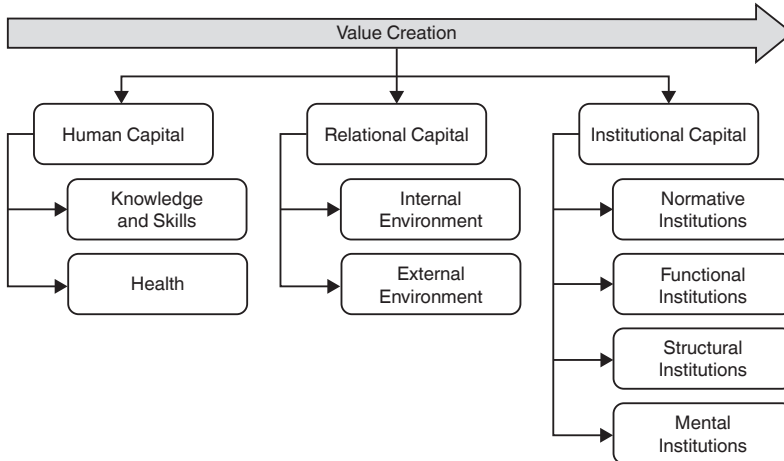 Value Creation
Human Capital
Relational Capital
Institutional Capital
Knowledge
and Skills
Internal
Environment
Normative
Institutions
Health
External
Environment
Functional
Institutions
Structural
Institutions
Mental
Institutions